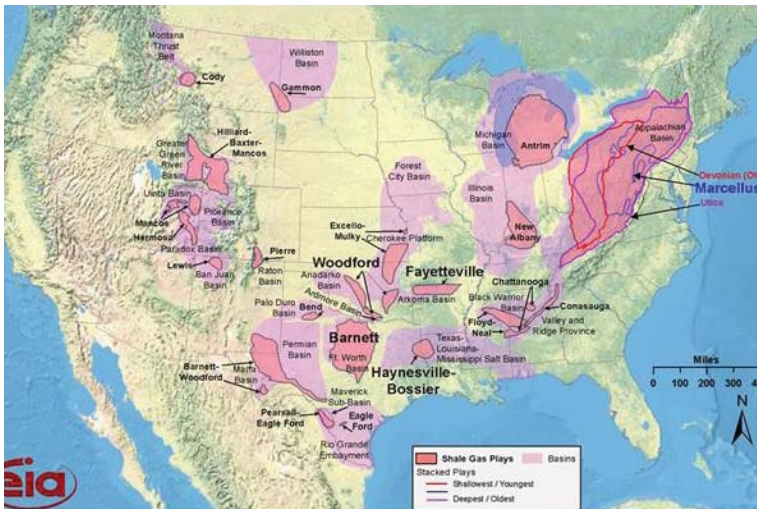 Montana
Thrust
Belt
Cody
Williston
Basin
Gammon
Hilliard-
Baxter-
Mancos
Greater
Green
River
Basin
Uinta Basin
Mancos
Piceance
Basin
Hermosa
Paradox Basin
Lewis
San Juan
Basin
Pierre
Raton
Basin
Michigan
Basin
Antrim
Appalachian
Basin
Devonian (Oh
Marcellus
Utica
Forest
City Basin
Illinois
Basin
Excello-
Mulky
Cherokee Platform
New
Albany
Woodford
Anadarko
Basin
Ardmore Basin
Fayetteville
Arkoma Basin
Chattanooga
Black Warrior
Basin
Conasauga
Floyd-
Neal
Valley and
Ridge Province
Palo Duro
Basin
Bend
Barnett
Ft. Worth
Basin
Permian
Basin
Barnett-
Woodford
Marfa
Basin
Texas-
Louisiana-
Mississippi Salt Basin
Haynesville-
Bossier
Maverick
Sub-Basin
Pearsall-
Eagle Ford
Eagle
Ford
Rio Grande
Embayment
Miles
0 100 200 300
N
Shale Gas Plays
Basins
Stacked Plays
Shallowest / Youngest
Deepest / Oldest
eia